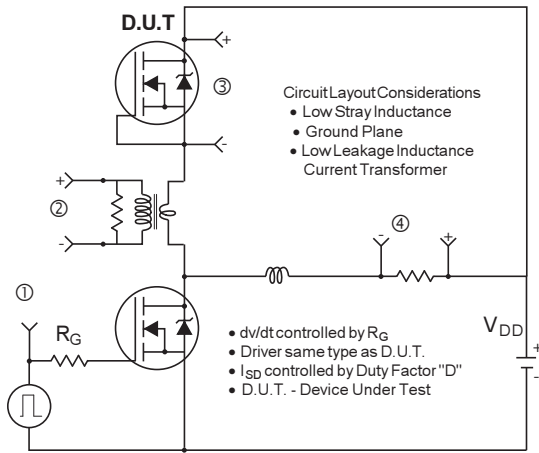 D.U.T
+
③
-
Circuit Layout Considerations
• Low Stray Inductance
• Ground Plane
• Low Leakage Inductance
Current Transformer
+
②
-
-
④
+
①
RG
VDD
+
-
• dv/dt controlled by RG
• Driver same type as D.U.T.
• ISD controlled by Duty Factor "D"
• D.U.T. - Device Under Test